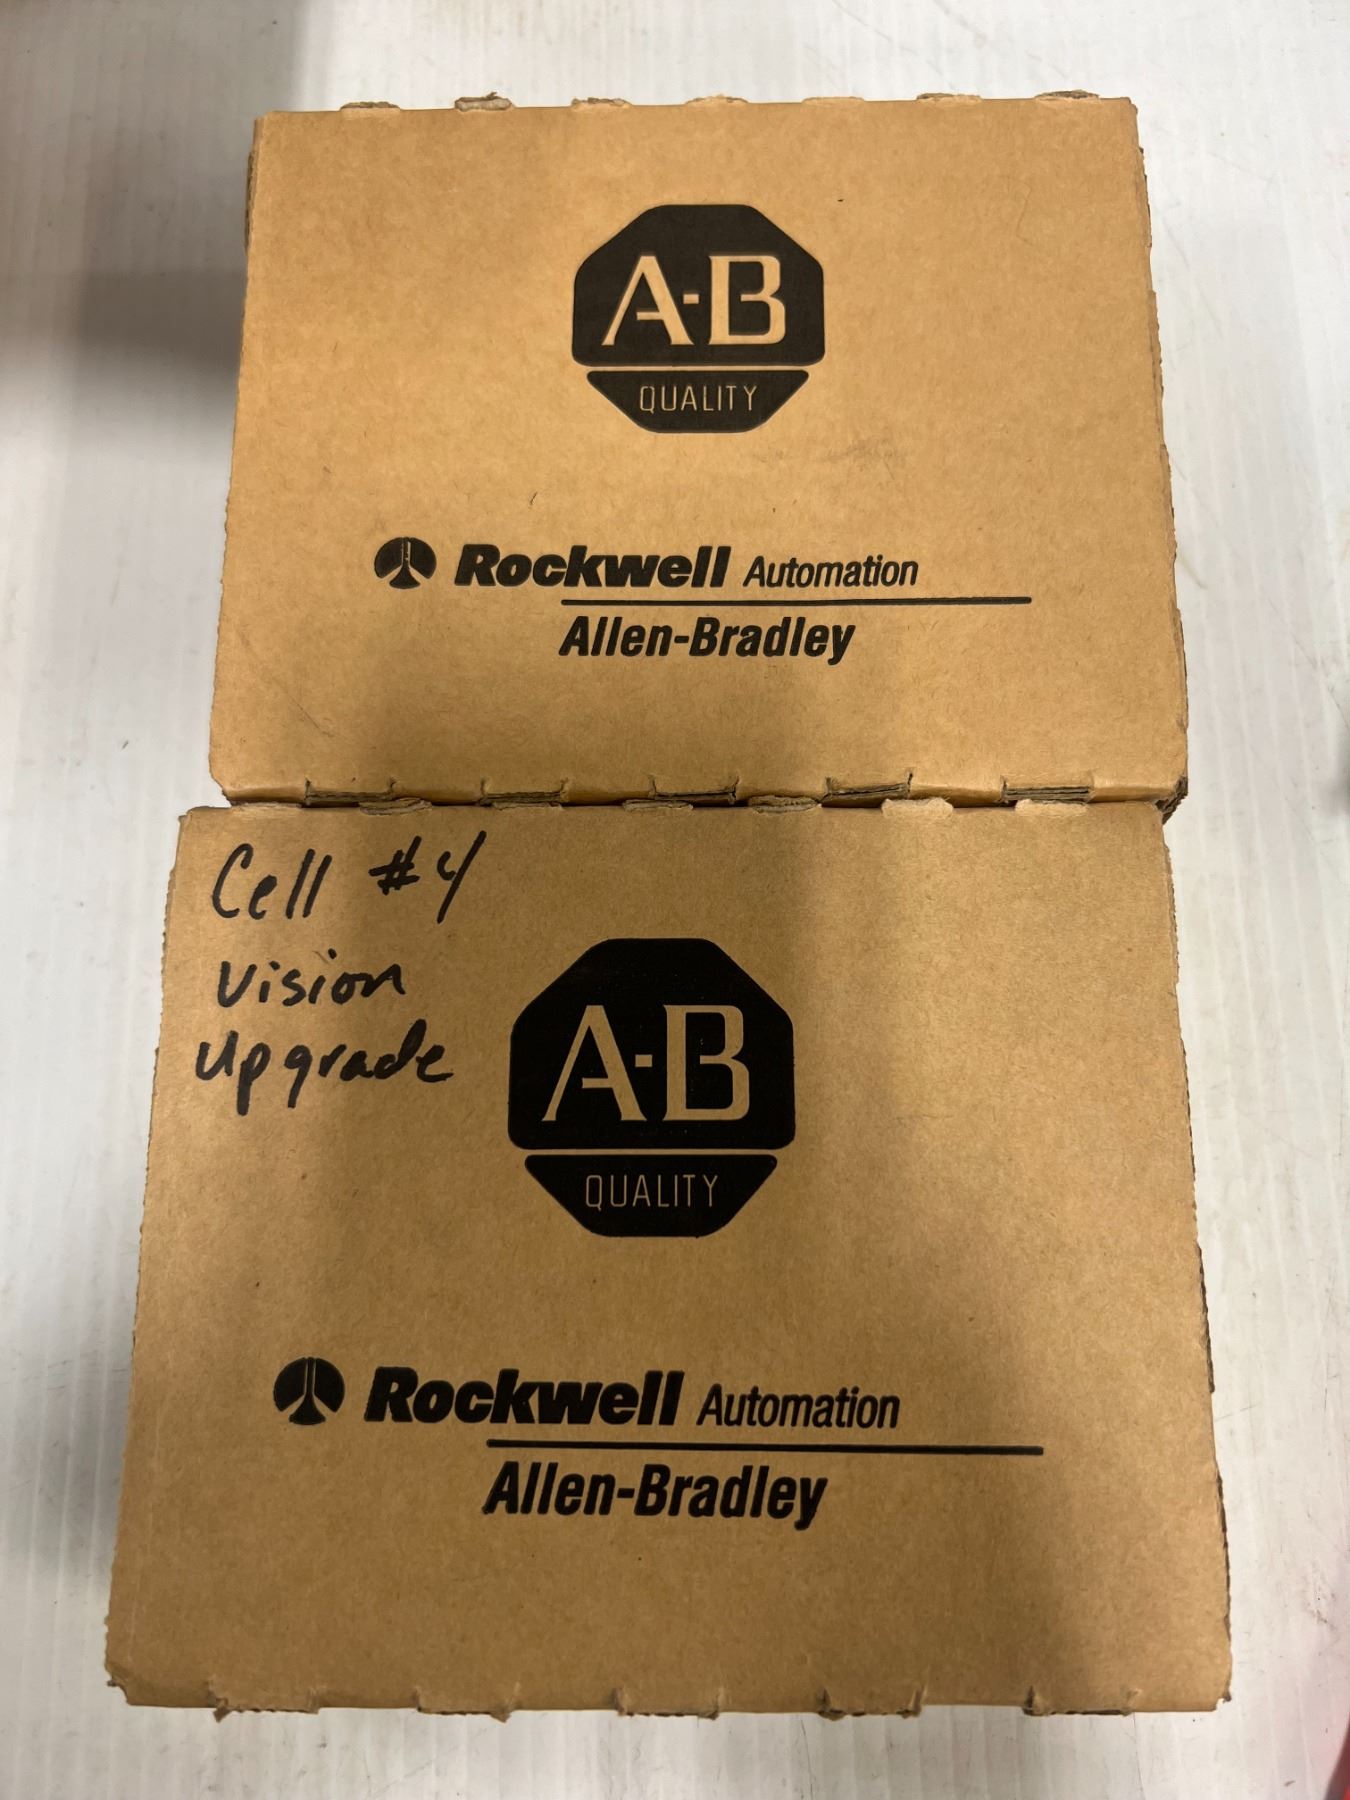 A-B
QUALITY
Rockwell Automation
Allen-Bradley
Cell #4
Vision
Upgrade
A-B
QUALITY
Rockwell Automation
Allen-Bradley